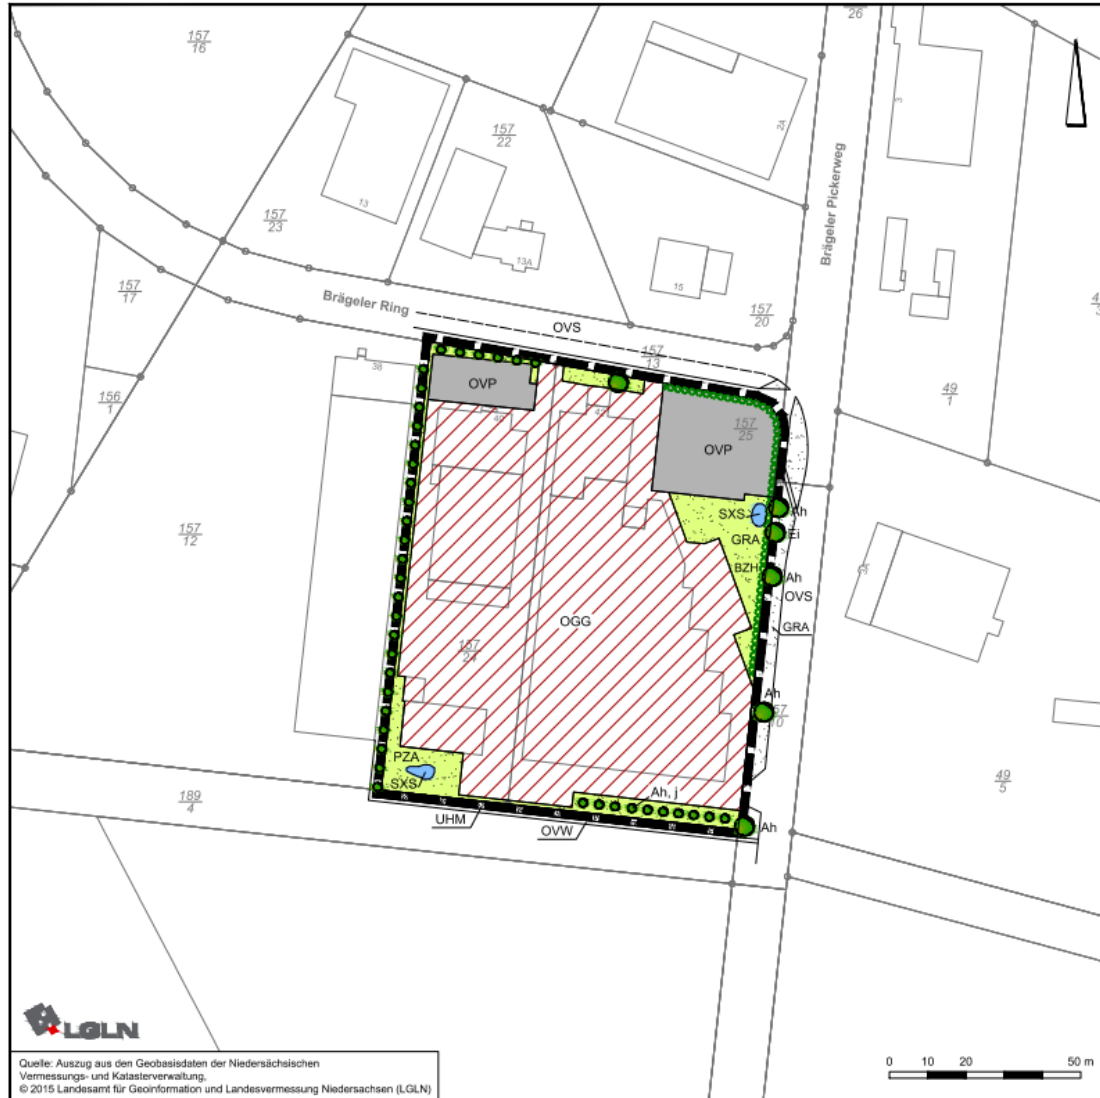 26
157
16
3
2A
157
22
Brägeler Pickerweg
13
157
23
13A
157
17
15
Brägeler Ring
157
20
OVS
157
13
38
49
1
156
1
OVP
157
25
OVP
SXS
Ah
GRA
Ei
157
12
BZH
Ah
OVS
OGG
GRA
157
24
Ah
PZA
49
5
SXS
Ah, j
189
4
UHM
OVW
Ah
LGLN
Quelle: Auszug aus den Geobasisdaten der Niedersächsischen
Vermessungs- und Katasterverwaltung,
© 2015 Landesamt für Geoinformation und Landesvermessung Niedersachsen (LGLN)
0 10 20 50 m